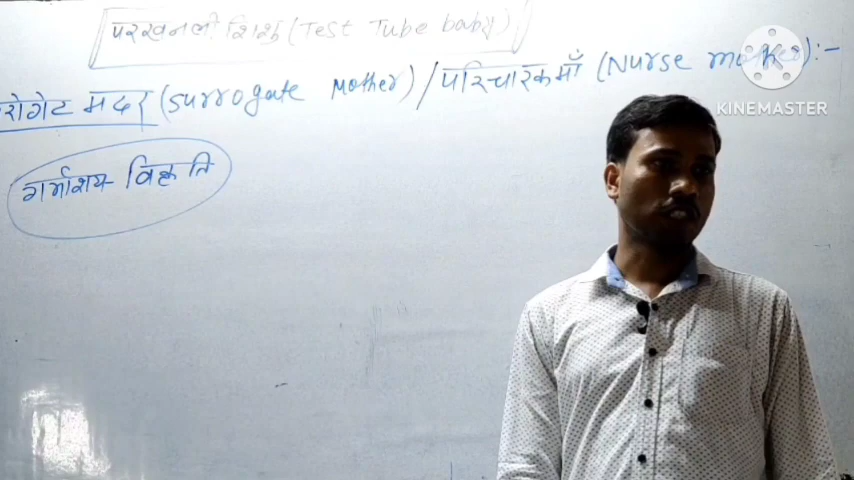 परखनली शिशु (Test Tube baby)
रोगेट मदर (Surrogate Mother) / परिचारक माँ (Nurse mother) :-
KINEMASTER
गर्भाशय - विकृति